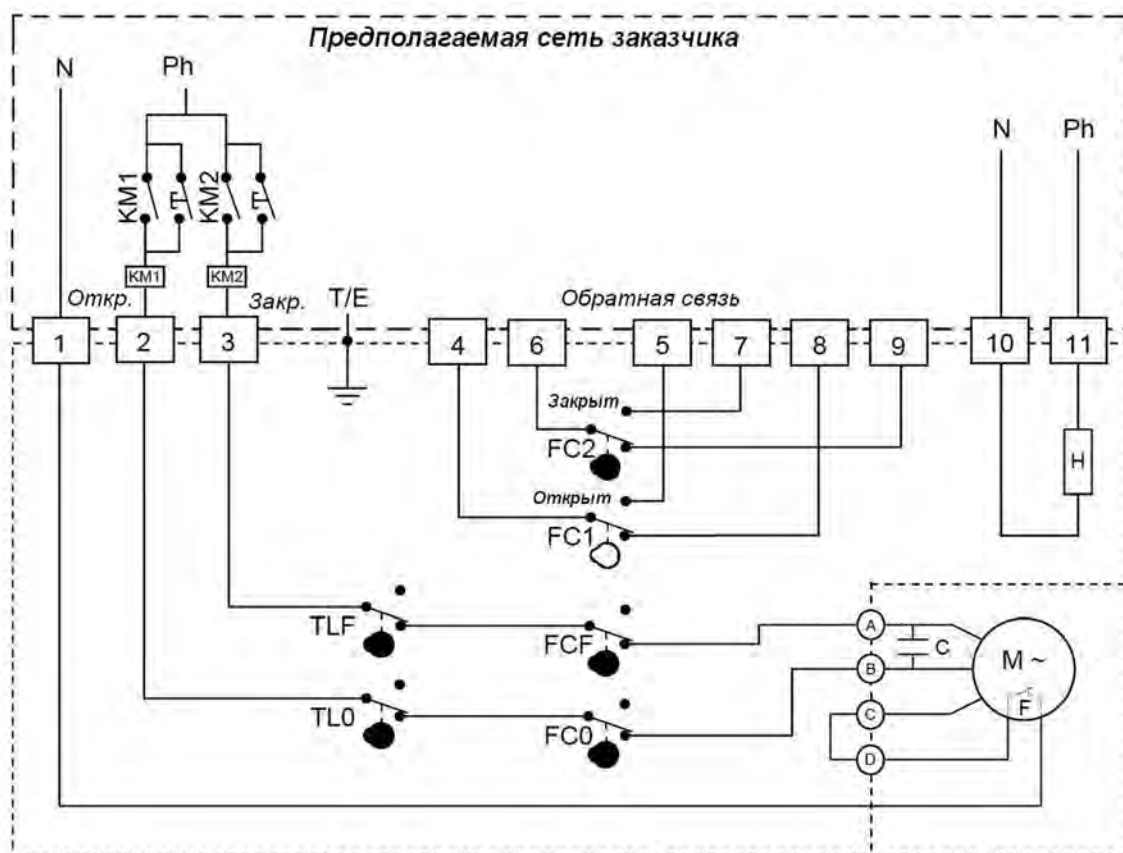 Предполагаемая сеть заказчика
N Ph N Ph
KM1 T KM2 T
KM1 KM2
Откр. Закр. T/E Обратная связь
1 2 3 4 6 5 7 8 9 10 11
Закрыт
FC2 H
Открыт
FC1
TLF FCF A
C
B M ~
TL0 FC0 C F
D